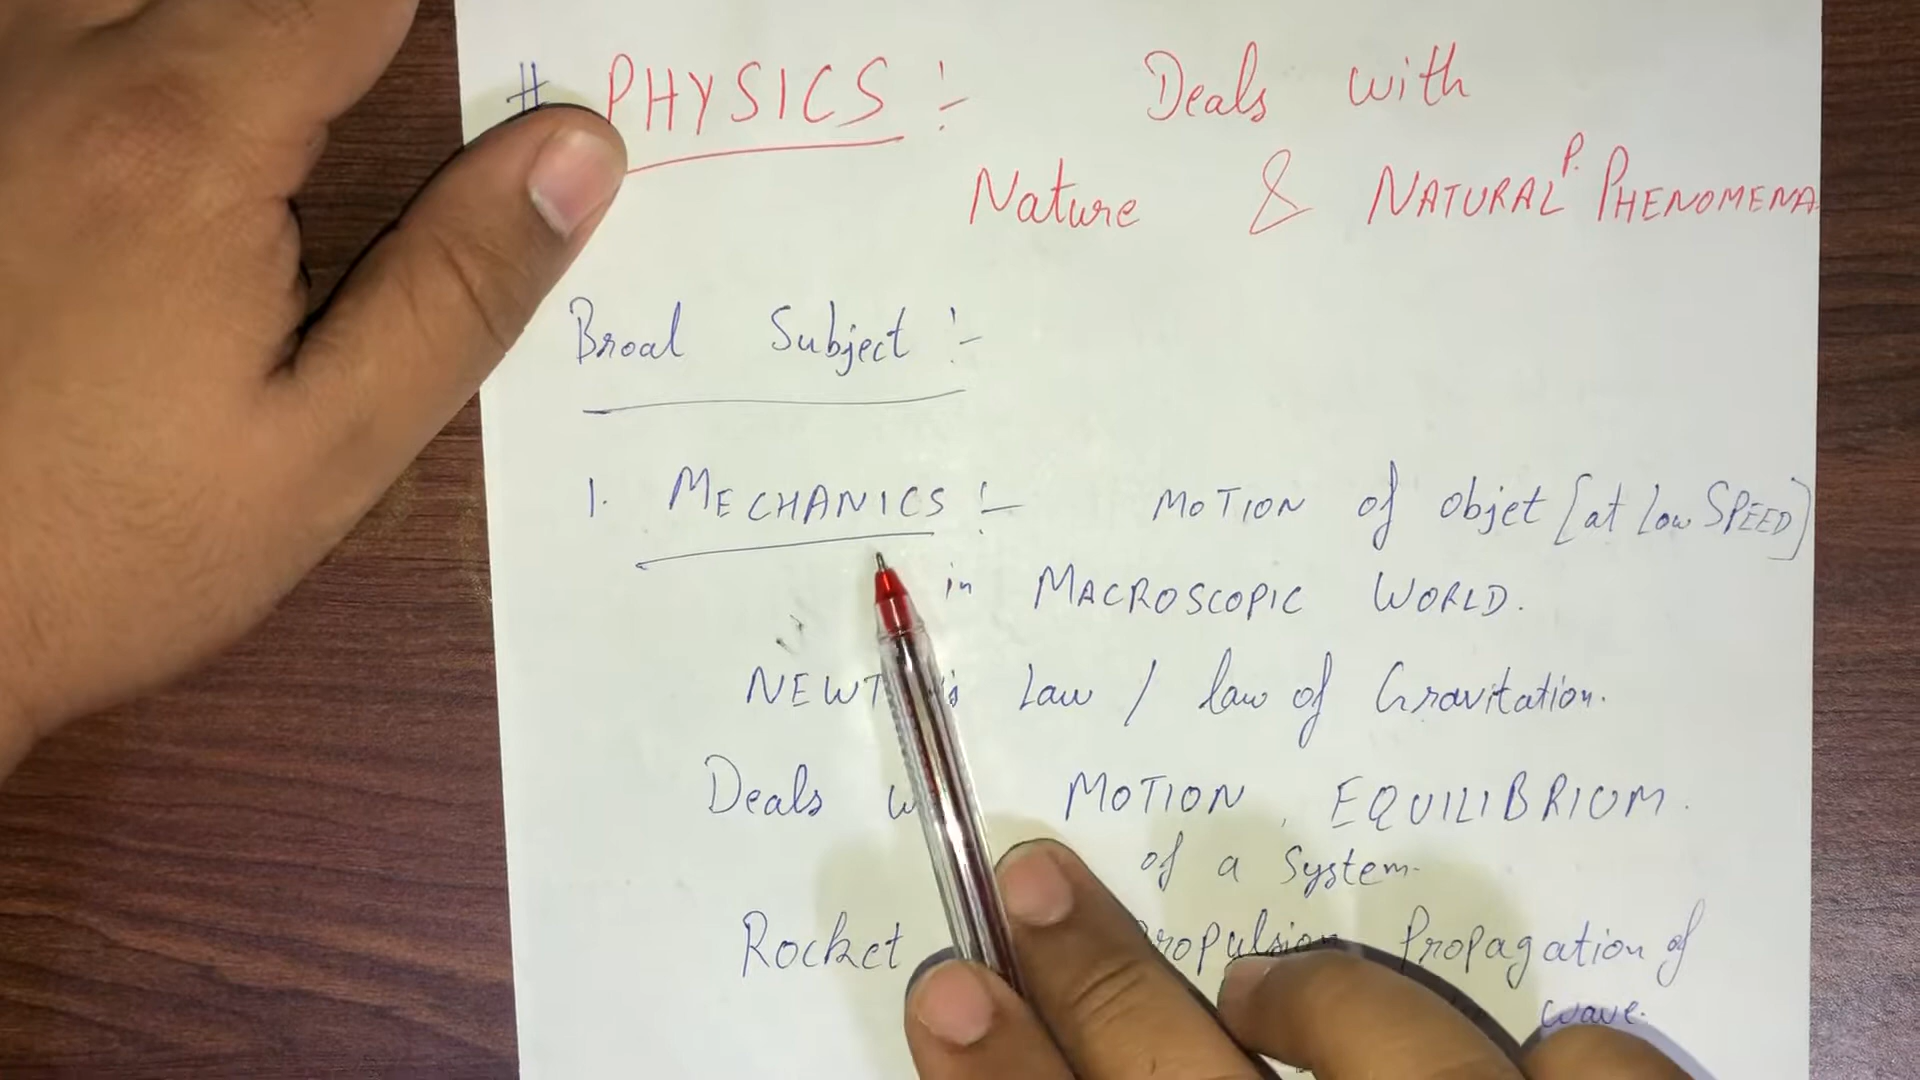 # PHYSICS :- Deals with
Nature & NATURAL P. PHENOMENA
Broal Subject :-
1. MECHANICS :- MOTION of objet [at low SPEED]
in MACROSCOPIC WORLD.
Law / law of Gravitation.
Deals MOTION, EQUILIBRIUM.
of a System.
Rocket Propagation of
wave.